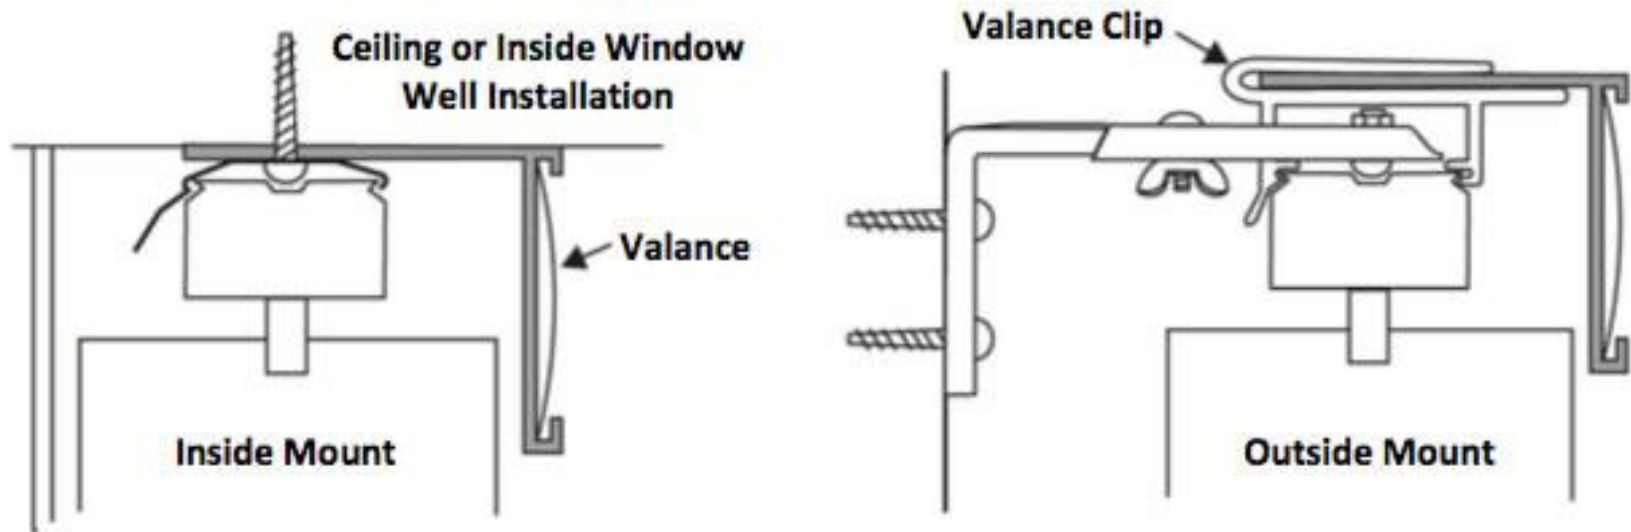 Ceiling or Inside Window
Well Installation
Valance
Inside Mount
Valance Clip
Outside Mount